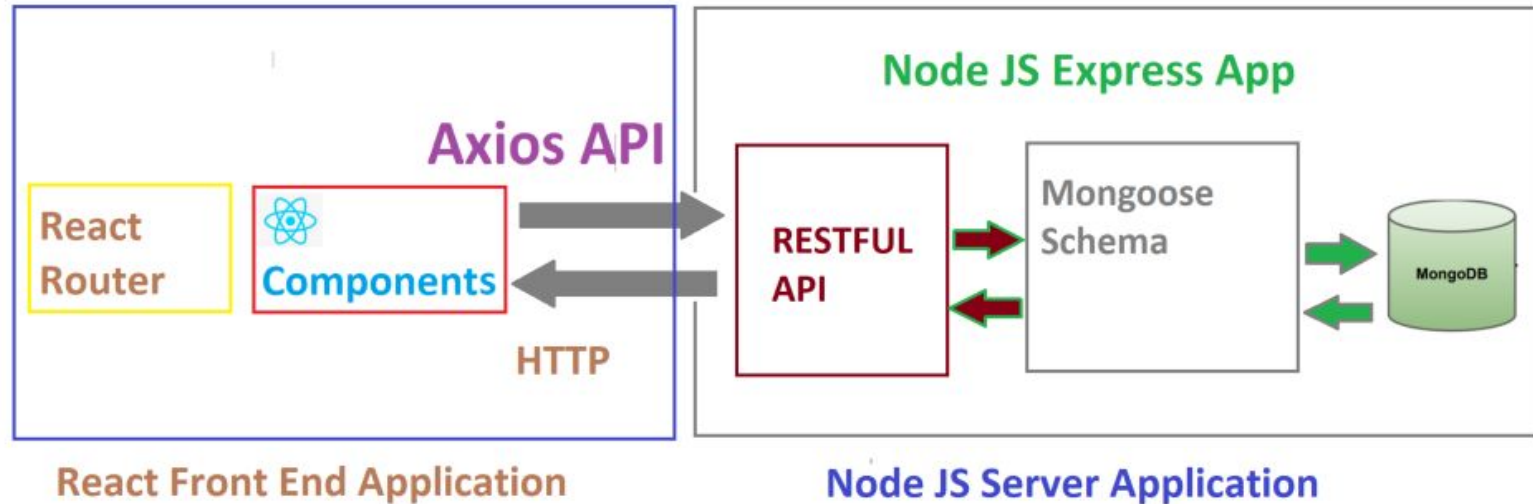 Node JS Express App
Axios API
React
Router
Components
HTTP
RESTFUL
API
Mongoose
Schema
MongoDB
React Front End Application
Node JS Server Application